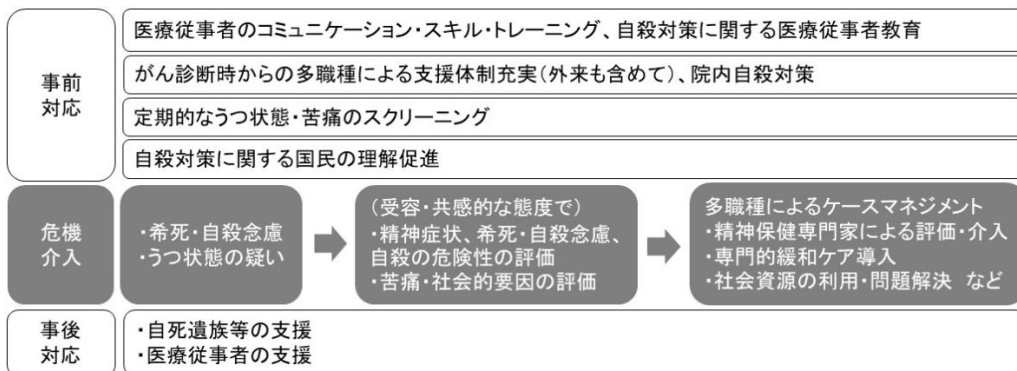 事前
対応
医療従事者のコミュニケーション・スキル・トレーニング、自殺対策に関する医療従事者教育
がん診断時からの多職種による支援体制充実(外来も含めて)、院内自殺対策
定期的なうつ状態・苦痛のスクリーニング
自殺対策に関する国民の理解促進
危機
介入
・希死・自殺念慮
・うつ状態の疑い
(受容・共感的な態度で)
・精神症状、希死・自殺念慮、
自殺の危険性の評価
・苦痛・社会的要因の評価
多職種によるケースマネジメント
・精神保健専門家による評価・介入
・専門的緩和ケア導入
・社会資源の利用・問題解決 など
事後
対応
・自死遺族等の支援
・医療従事者の支援